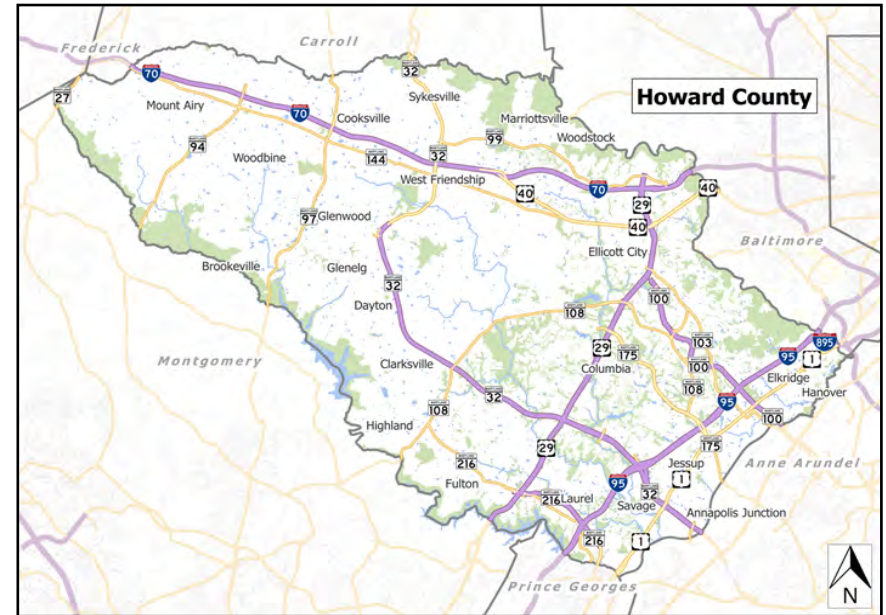 Frederick
Carroll
Howard County
70
32
27
Mount Airy
Sykesville
70
Cooksville
Marriottsville
94
99
Woodstock
Woodbine
144
32
West Friendship
40
70
40
29
97
Glenwood
40
Baltimore
Brookeville
Glenelg
Ellicott City
32
Dayton
100
108
Montgomery
103
895
29
175
95
1
Clarksville
Columbia
100
Elkridge
32
108
Hanover
108
95
100
Highland
29
175
216
Jessup
Anne Arundel
Fulton
95
1
216
Laurel
32
Savage
Annapolis Junction
216
1
Prince Georges
N